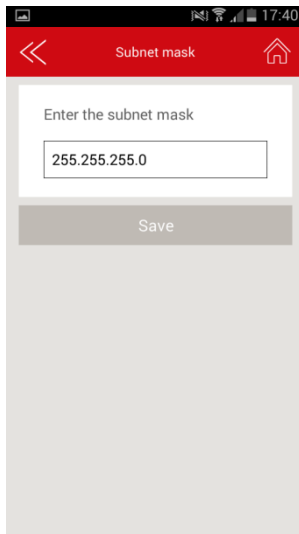 17:40
Subnet mask
Enter the subnet mask
255.255.255.0
Save